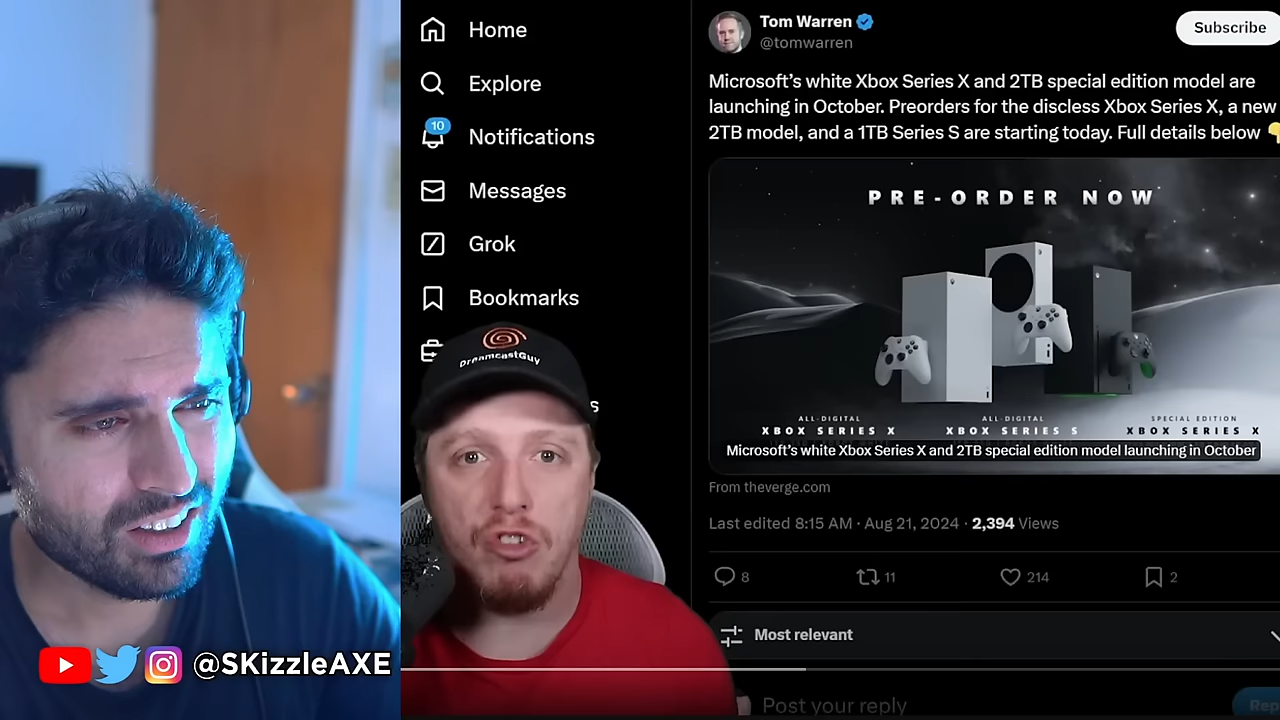 Home
Explore
10
Notifications
Messages
Grok
Bookmarks
s
DreamcastGuy
@SKizzleAXE
Tom Warren
@tomwarren
Subscribe
Microsoft's white Xbox Series X and 2TB special edition model are
launching in October. Preorders for the discless Xbox Series X, a new
2TB model, and a 1TB Series S are starting today. Full details below 👇
PRE-ORDER NOW
ALL-DIGITAL
XBOX SERIES X
ALL-DIGITAL
XBOX SERIES S
SPECIAL EDITION
XBOX SERIES X
Microsoft's white Xbox Series X and 2TB special edition model launching in October
From theverge.com
Last edited 8:15 AM · Aug 21, 2024 · 2,394 Views
8 11 214 2
Most relevant
Post your reply
Rep